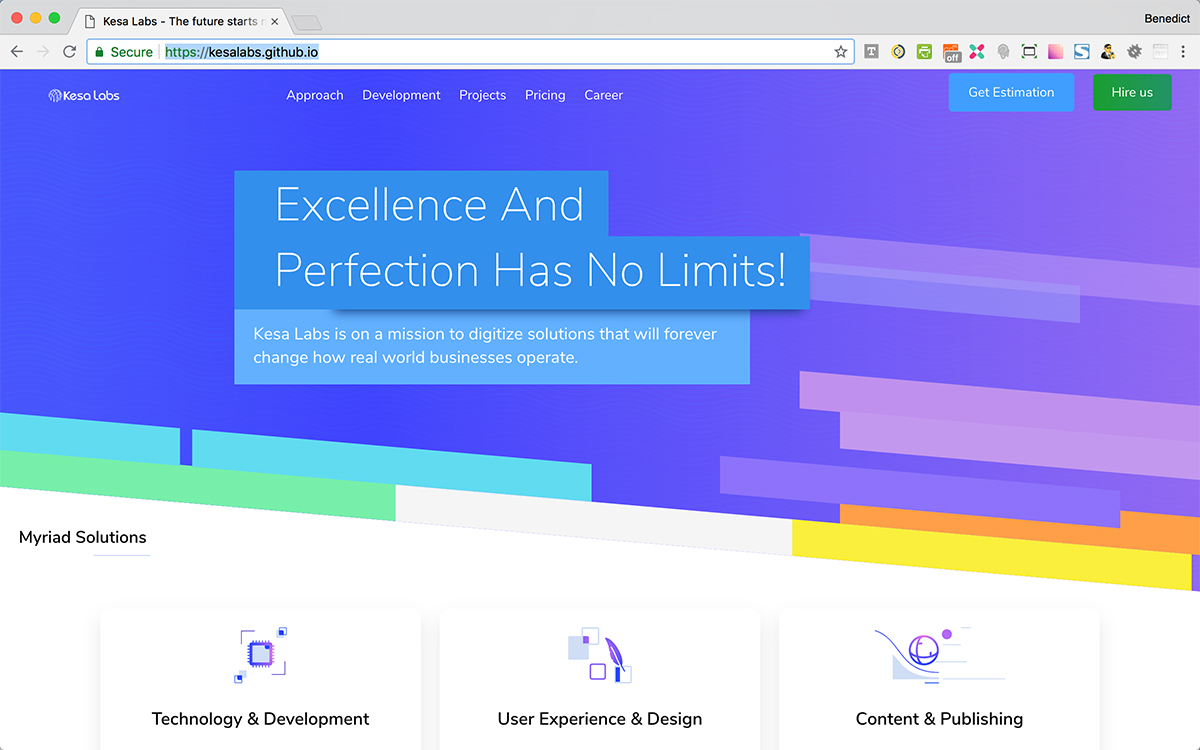 Kesa Labs - The future starts
Benedict
Secure
https://kesalabs.github.io
off
Kesa Labs
Approach
Development
Projects
Pricing
Career
Get Estimation
Hire us
Excellence And
Perfection Has No Limits!
Kesa Labs is on a mission to digitize solutions that will forever
change how real world businesses operate.
Myriad Solutions
Technology & Development
User Experience & Design
Content & Publishing